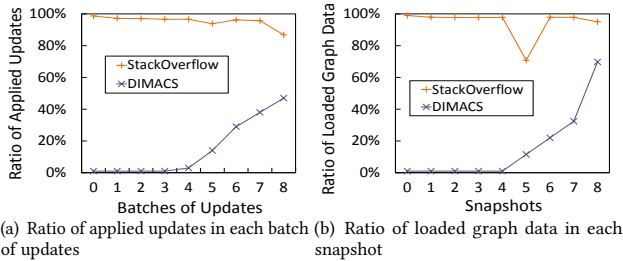 Ratio of Applied Updates
100%
80%
60%
40%
20%
0%
StackOverflow
DIMACS
0 1 2 3 4 5 6 7 8
Batches of Updates
(a) Ratio of applied updates in each batch
of updates
Ratio of Loaded Graph Data
100%
80%
60%
40%
20%
0%
StackOverflow
DIMACS
0 1 2 3 4 5 6 7 8
Snapshots
(b) Ratio of loaded graph data in each
snapshot